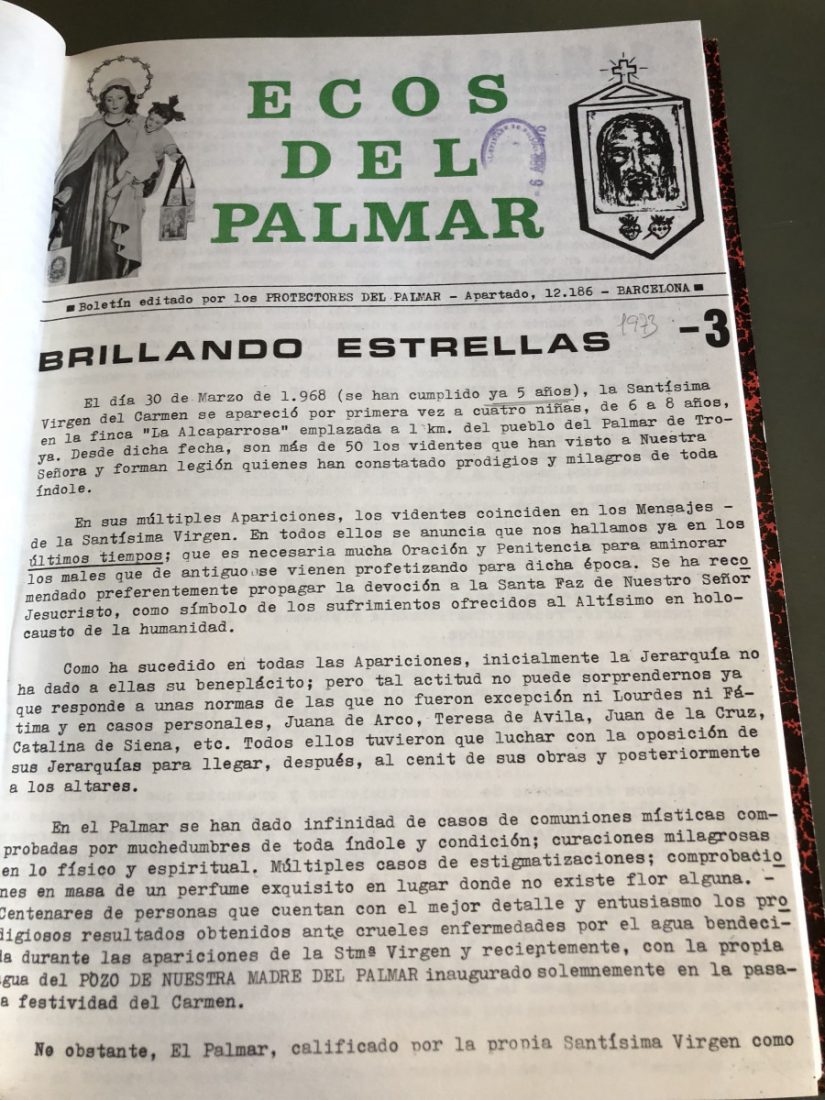 ECOS
DEL
PALMAR
■ Boletín editado por los PROTECTORES DEL PALMAR - Apartado, 12.186 - BARCELONA ■
BRILLANDO ESTRELLAS 1973 -3
El día 30 de Marzo de 1.968 (se han cumplido ya 5 años), la Santísima
Virgen del Carmen se apareció por primera vez a cuatro niñas, de 6 a 8 años,
en la finca "La Alcaparrosa" emplazada a 1 km. del pueblo del Palmar de Tro-
ya. Desde dicha fecha, son más de 50 los videntes que han visto a Nuestra
Señora y forman legión quienes han constatado prodigios y milagros de toda
índole.
En sus múltiples Apariciones, los videntes coinciden en los Mensajes -
de la Santísima Virgen. En todos ellos se anuncia que nos hallamos ya en los
últimos tiempos; que es necesaria mucha Oración y Penitencia para aminorar
los males que de antiguo se vienen profetizando para dicha época. Se ha reco
mendado preferentemente propagar la devoción a la Santa Faz de Nuestro Señor
Jesucristo, como símbolo de los sufrimientos ofrecidos al Altísimo en holo-
causto de la humanidad.
Como ha sucedido en todas las Apariciones, inicialmente la Jerarquía no
ha dado a ellas su beneplácito; pero tal actitud no puede sorprendernos ya
que responde a unas normas de las que no fueron excepción ni Lourdes ni Fá-
tima y en casos personales, Juana de Arco, Teresa de Avila, Juan de la Cruz,
Catalina de Siena, etc. Todos ellos tuvieron que luchar con la oposición de
sus Jerarquías para llegar, después, al cenit de sus obras y posteriormente
a los altares.
En el Palmar se han dado infinidad de casos de comuniones místicas com-
probadas por muchedumbres de toda índole y condición; curaciones milagrosas
en lo físico y espiritual. Múltiples casos de estigmatizaciones; comprobacio
nes en masa de un perfume exquisito en lugar donde no existe flor alguna. -
Centenares de personas que cuentan con el mejor detalle y entusiasmo los pro
digiosos resultados obtenidos ante crueles enfermedades por el agua bendeci-
da durante las apariciones de la Stmª Virgen y recientemente, con la propia
gua del POZO DE NUESTRA MADRE DEL PALMAR inaugurado solemnemente en la pasa-
a festividad del Carmen.
No obstante, El Palmar, calificado por la propia Santísima Virgen como